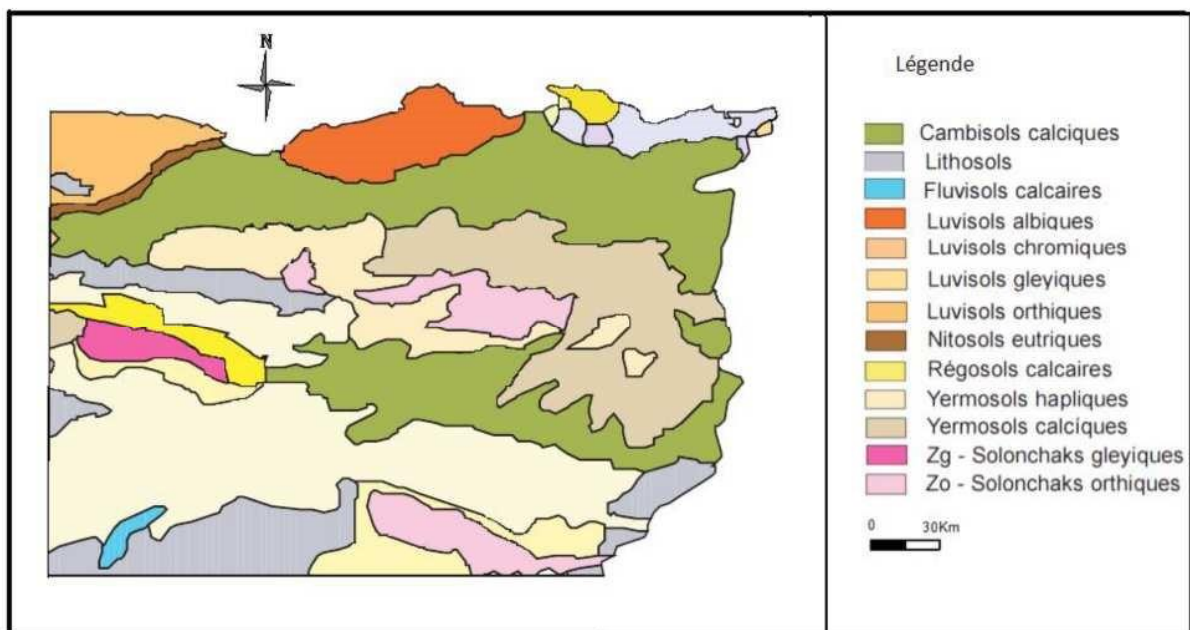 N
Légende
Cambisols calciques
Lithosols
Fluvisols calcaires
Luvisols albiques
Luvisols chromiques
Luvisols gleyiques
Luvisols orthiques
Nitosols eutriques
Régosols calcaires
Yermosols hapliques
Yermosols calciques
Zg - Solonchaks gleyiques
Zo - Solonchaks orthiques
0 30Km